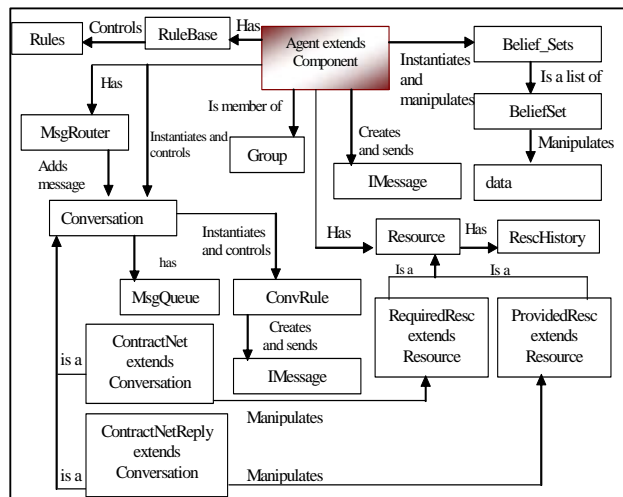 Rules
Controls
RuleBase
Has
Agent extends
Component
Instantiates
and
manipulates
Belief_Sets
Is a list of
BeliefSet
Manipulates
data
Has
MsgRouter
Adds
message
Instantiates and
controls
Is member of
Group
Creates
and sends
IMessage
Conversation
Instantiates
and controls
has
MsgQueue
ConvRule
Creates
and sends
IMessage
Has
Resource
Has
RescHistory
Is a
Is a
RequiredResc
extends
Resource
ProvidedResc
extends
Resource
is a
ContractNet
extends
Conversation
Manipulates
is a
ContractNetReply
extends
Conversation
Manipulates